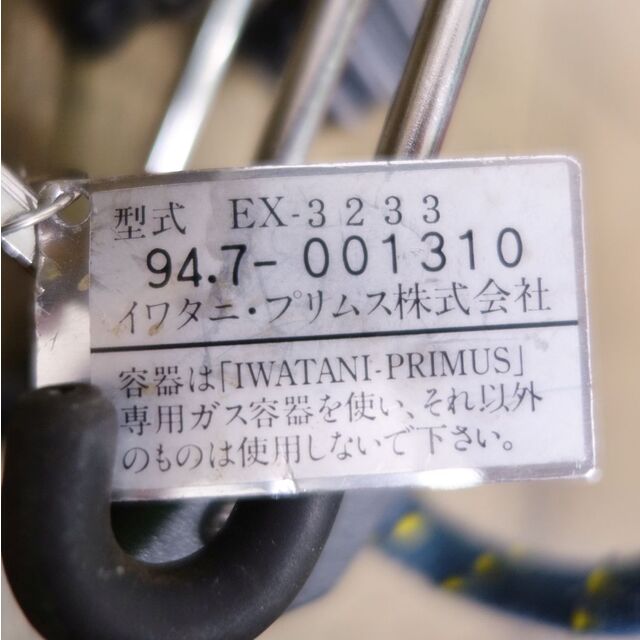 型式 EX-3233
94.7-001310
イワタニ・プリムス株式会社
容器は「IWATANI-PRIMUS」
専用ガス容器を使い、それ以外
のものは使用しないで下さい。